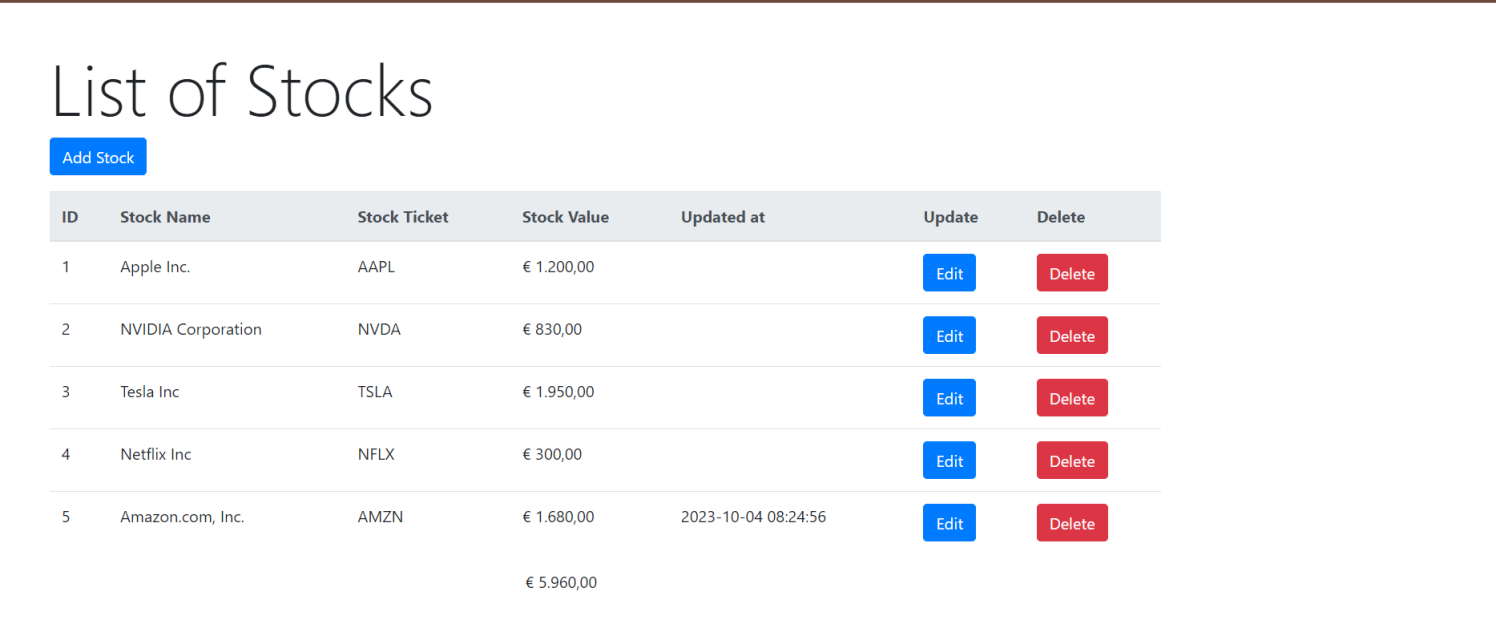 List of Stocks
Add Stock
ID Stock Name Stock Ticket Stock Value Updated at Update Delete
1 Apple Inc. AAPL € 1.200,00 Edit Delete
2 NVIDIA Corporation NVDA € 830,00 Edit Delete
3 Tesla Inc TSLA € 1.950,00 Edit Delete
4 Netflix Inc NFLX € 300,00 Edit Delete
5 Amazon.com, Inc. AMZN € 1.680,00 2023-10-04 08:24:56 Edit Delete
€ 5.960,00